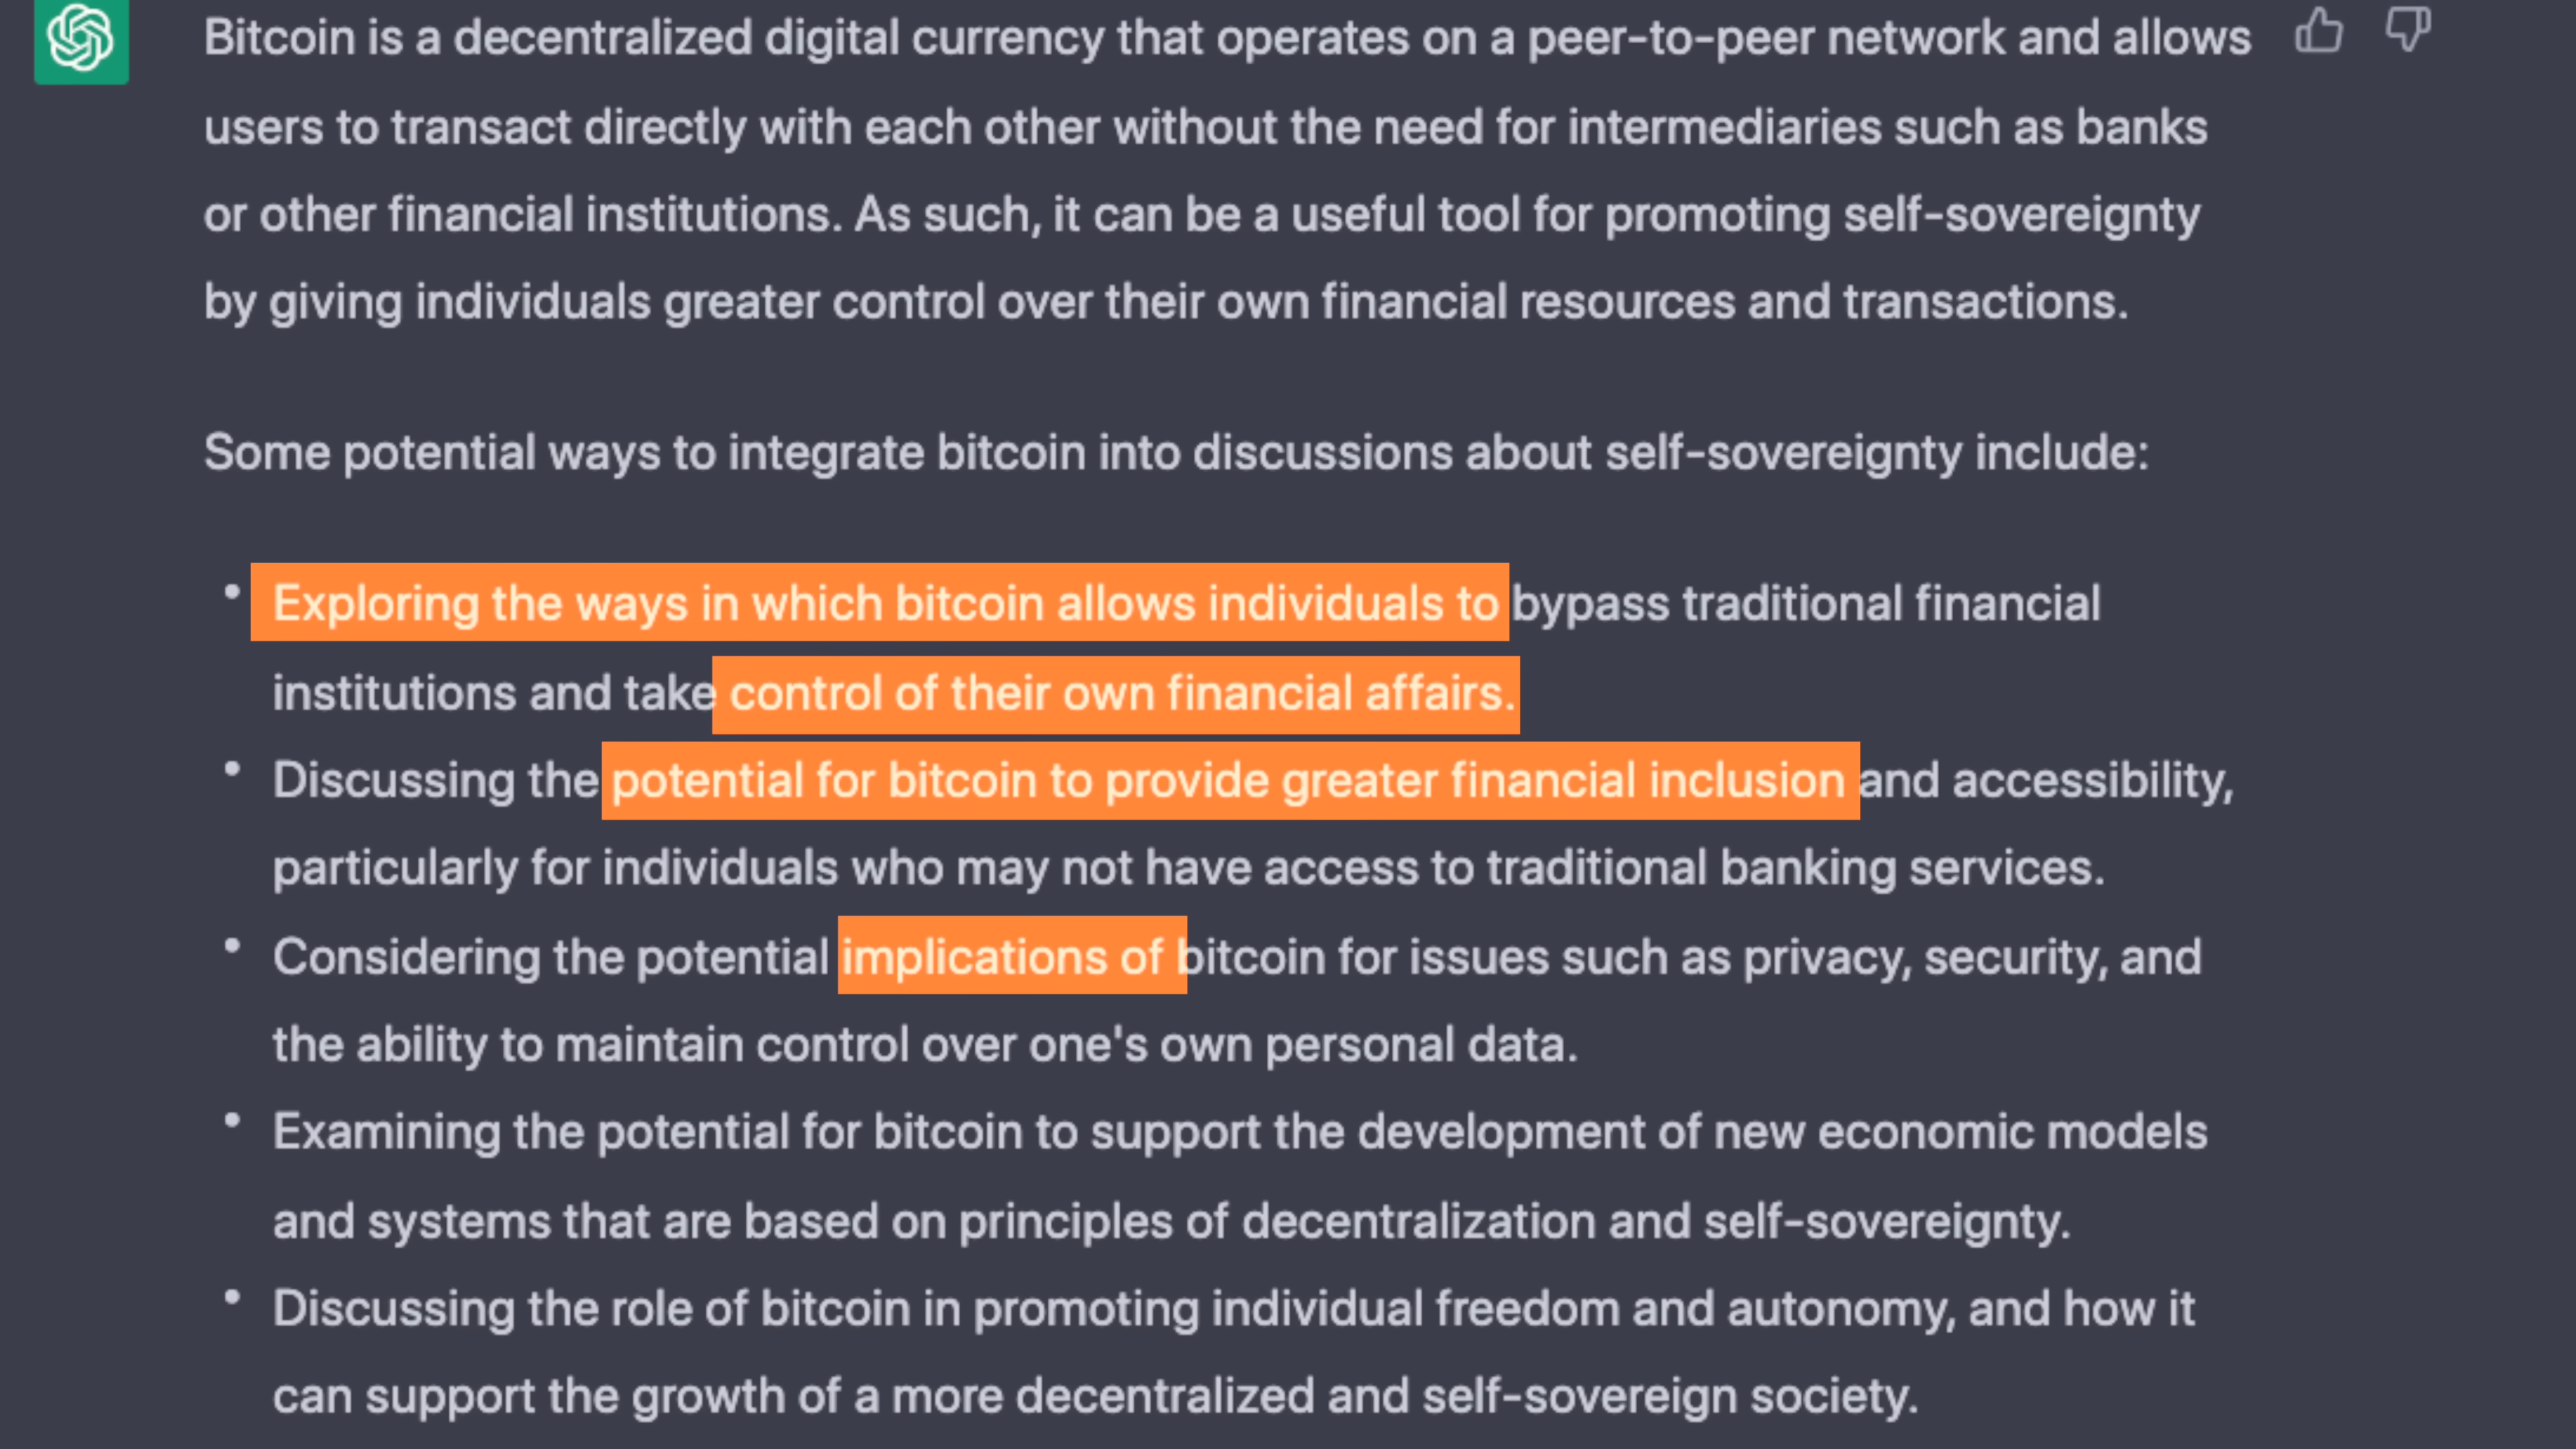 Bitcoin is a decentralized digital currency that operates on a peer-to-peer network and allows
users to transact directly with each other without the need for intermediaries such as banks
or other financial institutions. As such, it can be a useful tool for promoting self-sovereignty
by giving individuals greater control over their own financial resources and transactions.
Some potential ways to integrate bitcoin into discussions about self-sovereignty include:
• Exploring the ways in which bitcoin allows individuals to bypass traditional financial
institutions and take control of their own financial affairs.
• Discussing the potential for bitcoin to provide greater financial inclusion and accessibility,
particularly for individuals who may not have access to traditional banking services.
• Considering the potential implications of bitcoin for issues such as privacy, security, and
the ability to maintain control over one's own personal data.
• Examining the potential for bitcoin to support the development of new economic models
and systems that are based on principles of decentralization and self-sovereignty.
• Discussing the role of bitcoin in promoting individual freedom and autonomy, and how it
can support the growth of a more decentralized and self-sovereign society.